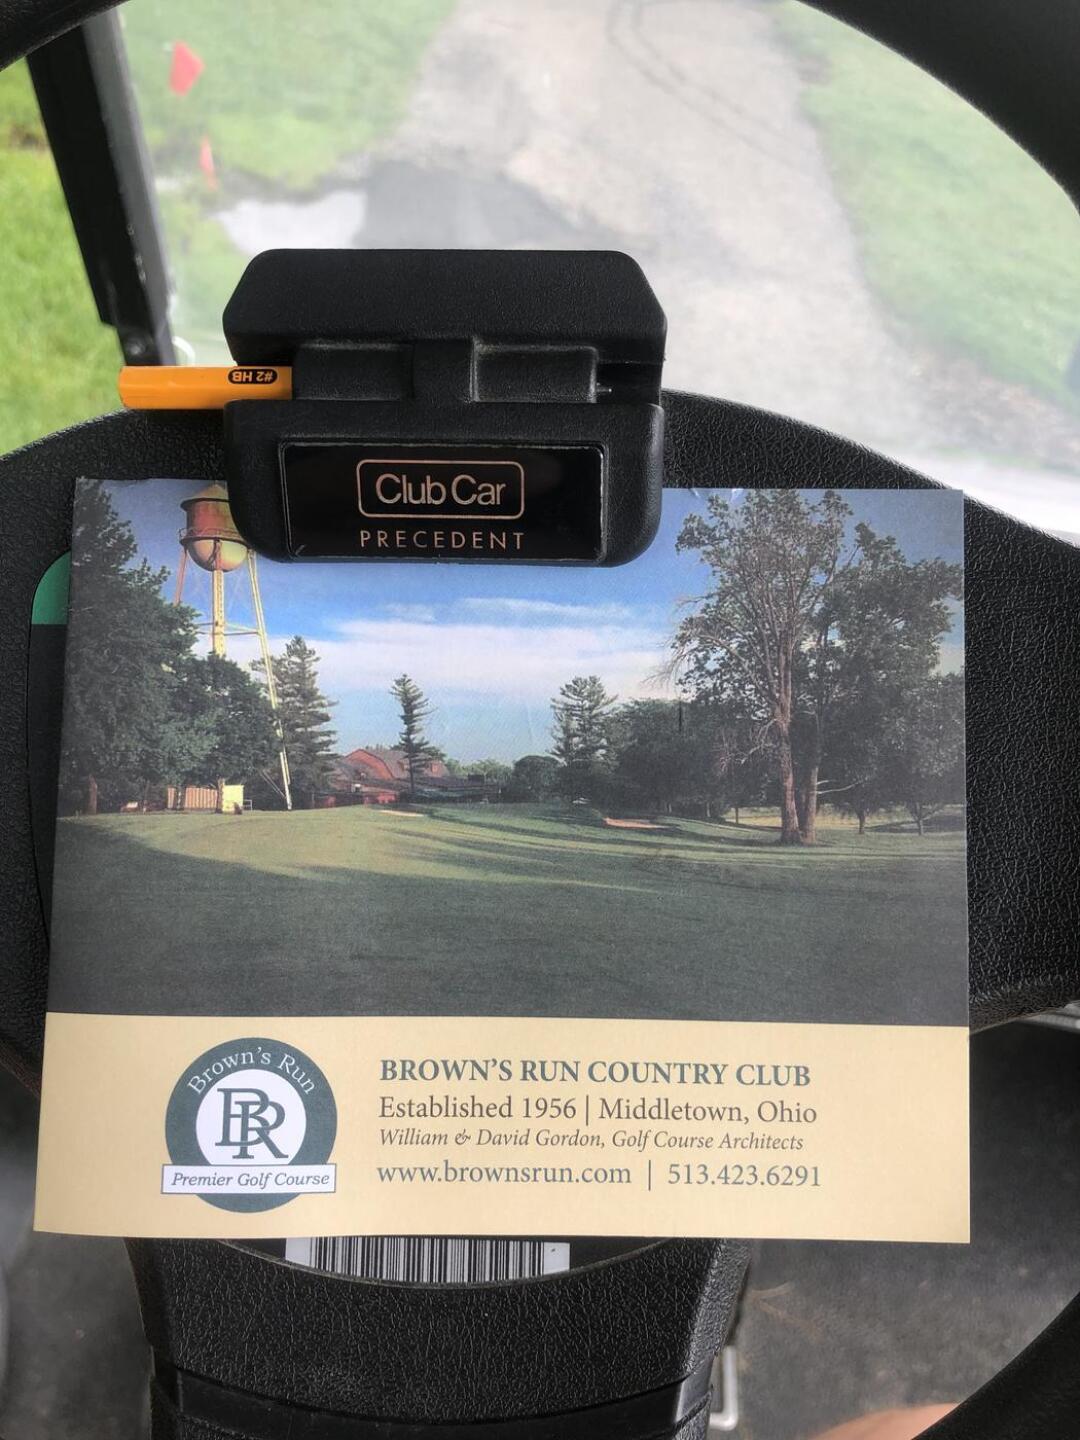 #2 HB
Club Car
PRECEDENT
Brown's Run
BR
Premier Golf Course
BROWN'S RUN COUNTRY CLUB
Established 1956 | Middletown, Ohio
William & David Gordon, Golf Course Architects
www.brownsrun.com | 513.423.6291